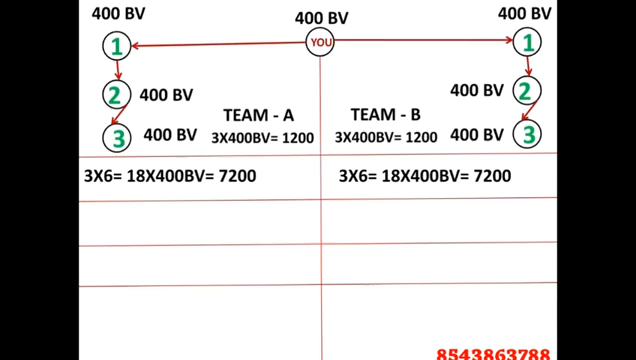 400 BV 400 BV 400 BV
1 YOU 1
2 400 BV 400 BV 2
TEAM - A TEAM - B
3 400 BV 3X400BV= 1200 3X400BV= 1200 400 BV 3
3X6= 18X400BV= 7200 3X6= 18X400BV= 7200
8543863788